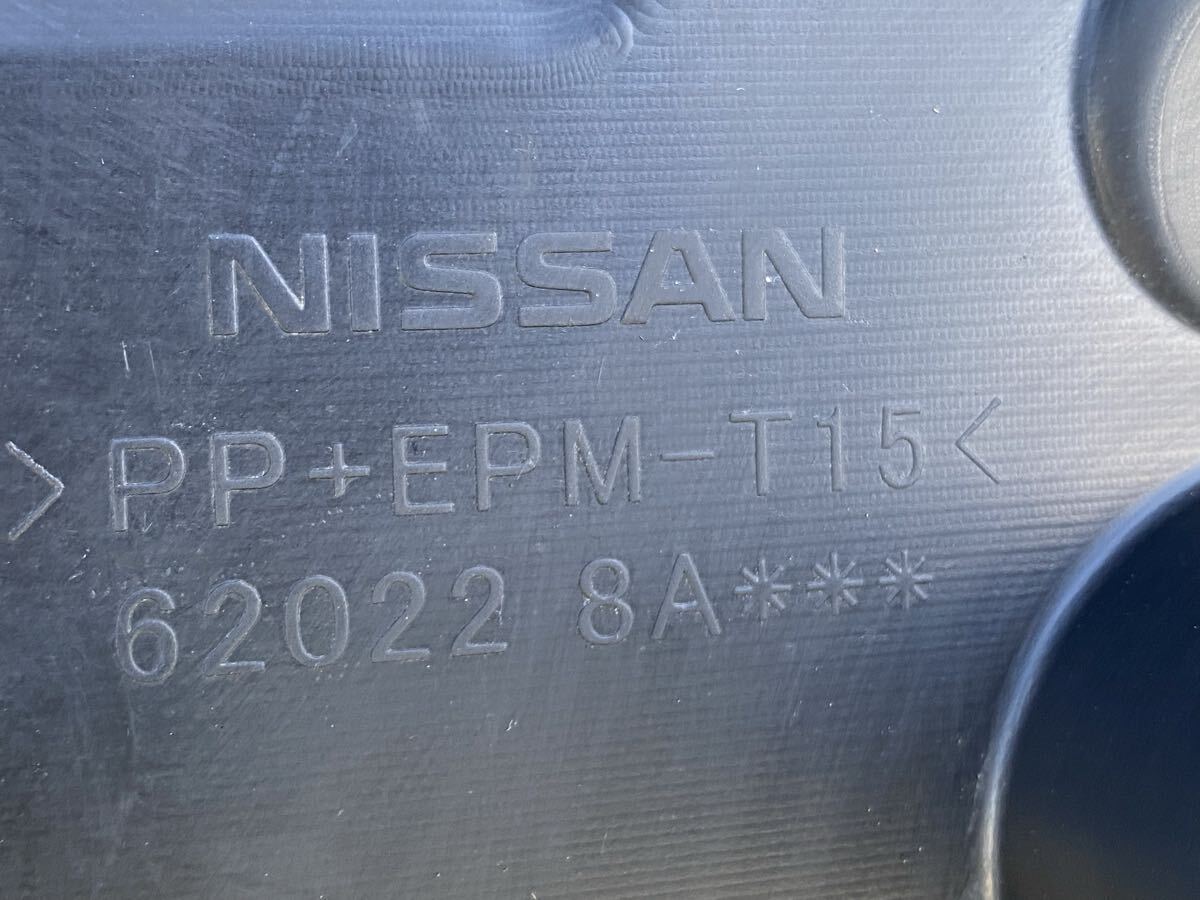 NISSAN
>PP+EPM-T15<
62022 8A***